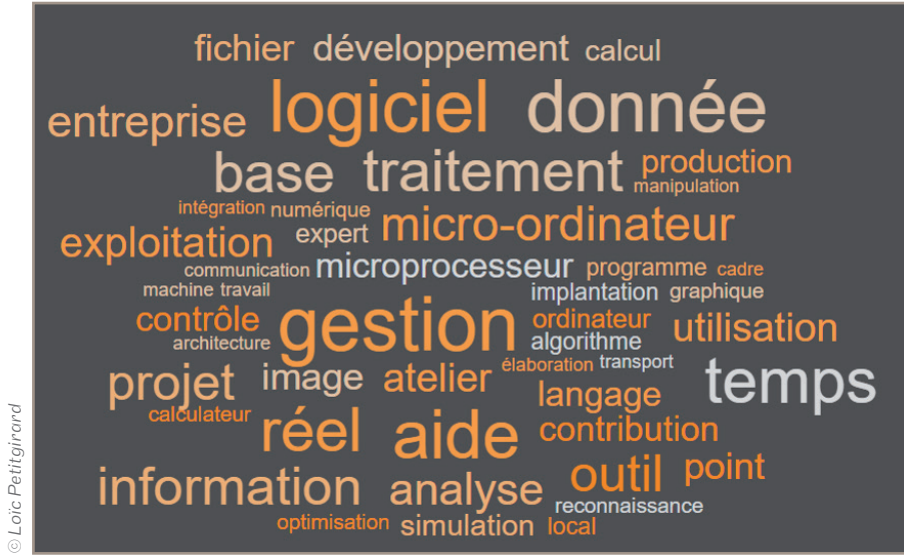 fichier développement calcul
entreprise logiciel donnée
base traitement production
manipulation
intégration numérique
exploitation expert micro-ordinateur
communication microprocesseur programme cadre
machine travail implantation graphique
contrôle gestion ordinateur utilisation
architecture algorithme
élaboration transport
projet image atelier langage temps
calculateur réel aide contribution
information analyse outil point
reconnaissance
optimisation simulation local
© Loïc Petitgirard